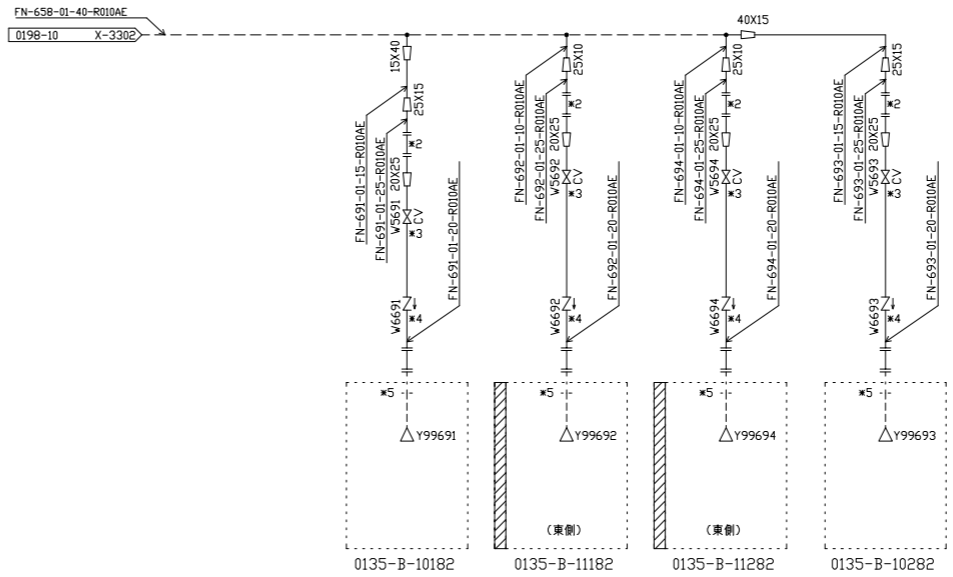 FN-658-01-40-R010AE
0198-10 X-3302
40X15
15X40
25X15
FN-691-01-15-R010AE
FN-691-01-25-R010AE
※2
20X25
W5691
CV
※3
FN-691-01-20-R010AE
W6691
※4
※5
Y99691
0135-B-10182
25X10
FN-692-01-10-R010AE
FN-692-01-25-R010AE
※2
20X25
W5692
CV
※3
FN-692-01-20-R010AE
W6692
※4
※5
Y99692
(東側)
0135-B-11182
25X10
FN-694-01-10-R010AE
FN-694-01-25-R010AE
※2
20X25
W5694
CV
※3
FN-694-01-20-R010AE
W6694
※4
※5
Y99694
(東側)
0135-B-11282
25X15
FN-693-01-15-R010AE
FN-693-01-25-R010AE
※2
20X25
W5693
CV
※3
FN-693-01-20-R010AE
W6693
※4
※5
Y99693
0135-B-10282